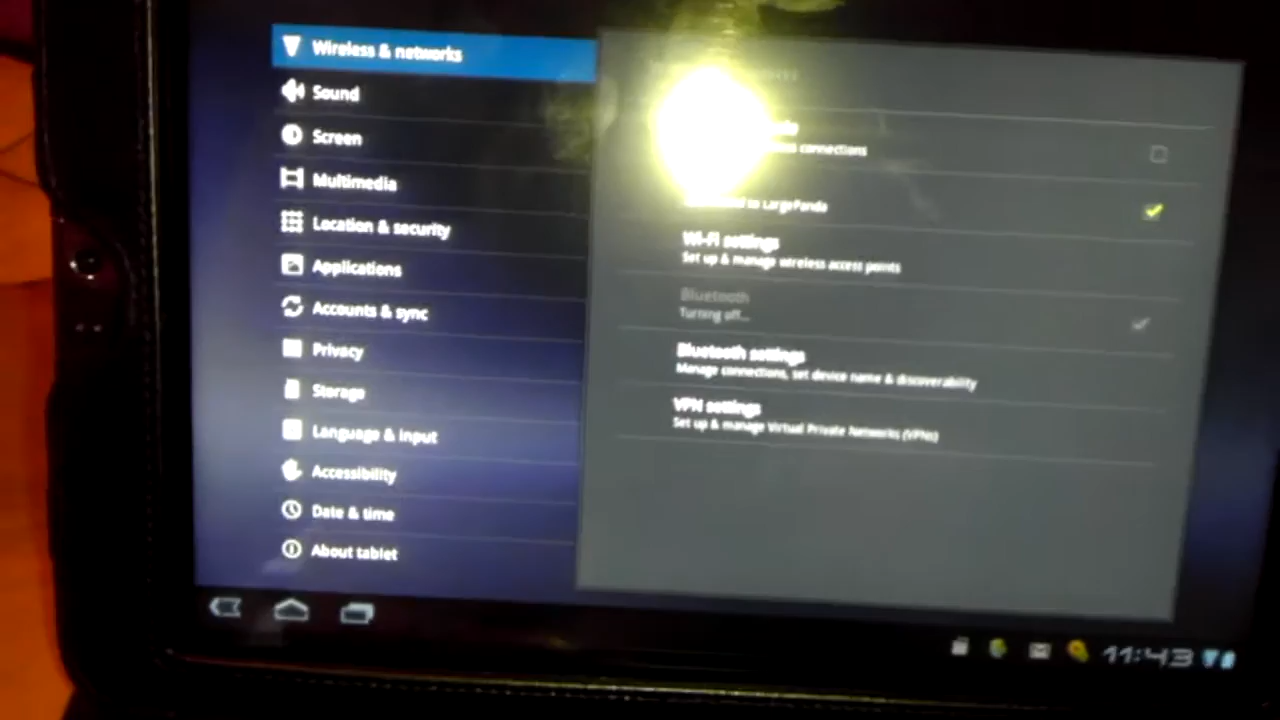 Wireless & networks
Sound
Screen
Multimedia
Location & security
Applications
Accounts & sync
Privacy
Storage
Language & input
Accessibility
Date & time
About tablet
connections
to LargePanda
Wi-Fi settings
Set up & manage wireless access points
Bluetooth
Turning off...
Bluetooth settings
Manage connections, set device name & discoverability
VPN settings
Set up & manage Virtual Private Networks (VPNs)
11:43